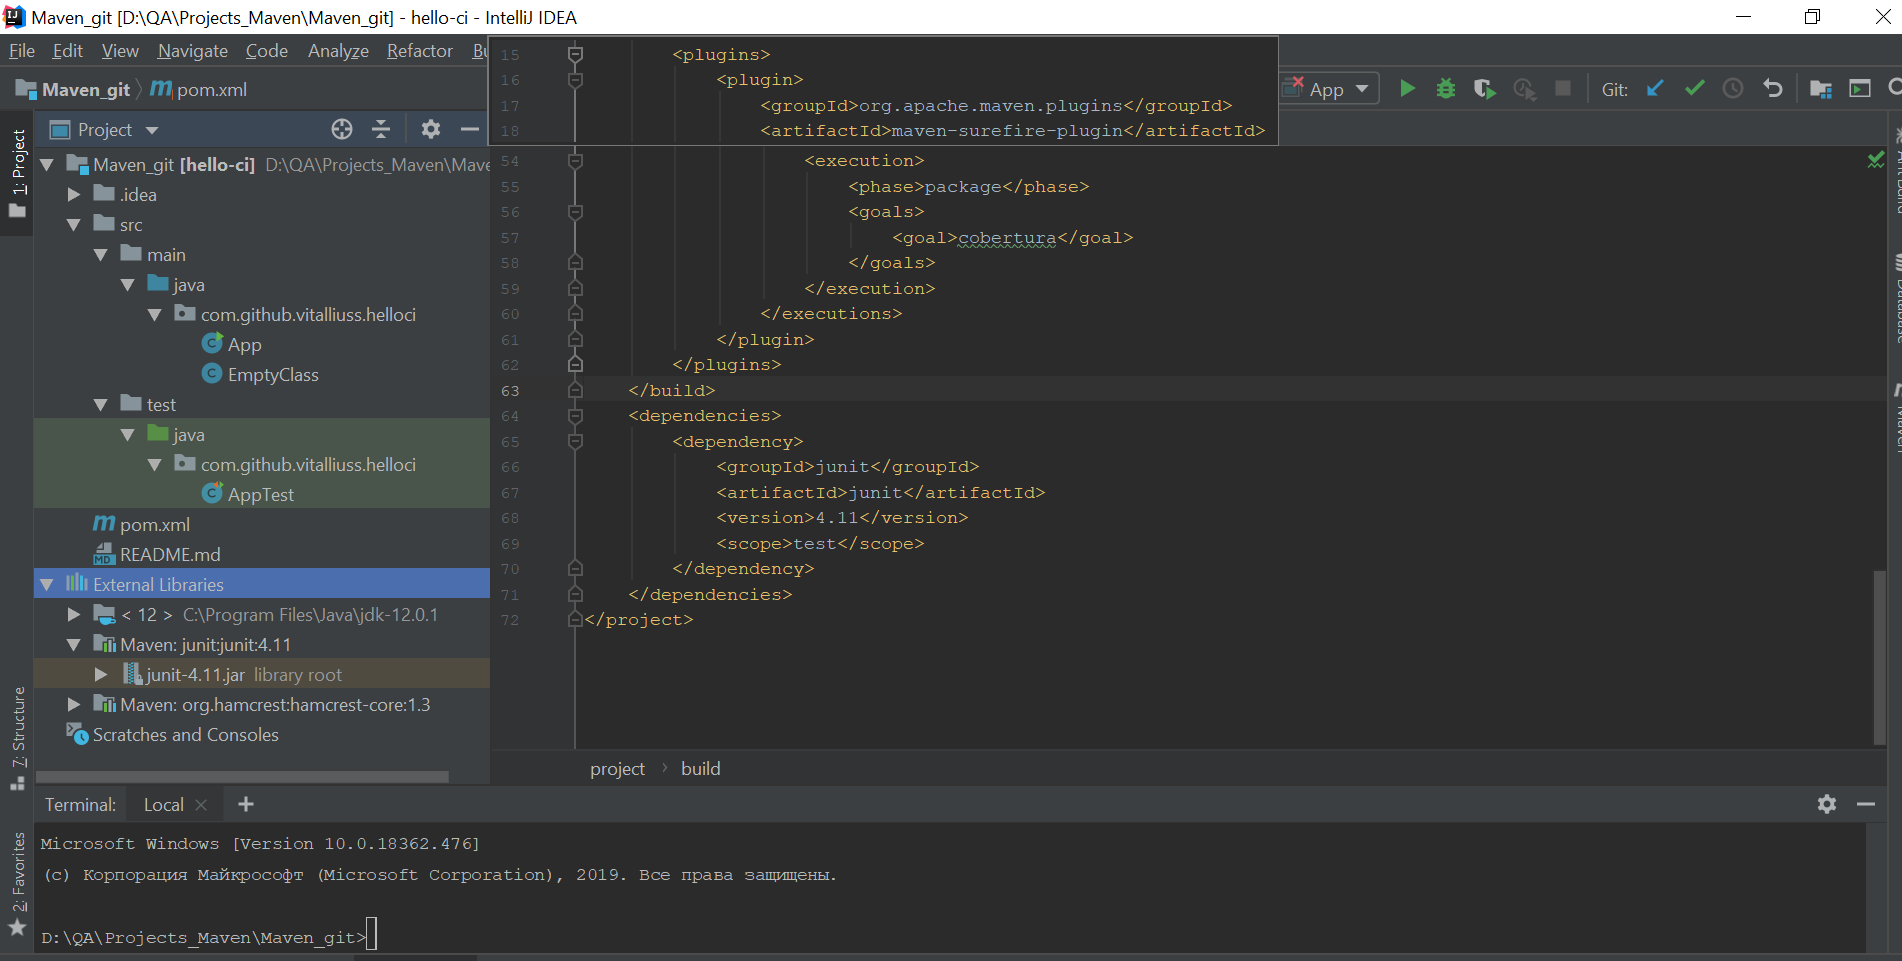 Maven_git [D:\QA\Projects_Maven\Maven_git] - hello-ci - IntelliJ IDEA
File Edit View Navigate Code Analyze Refactor
Maven_git pom.xml
App
Git:
1: Project
7: Structure
2: Favorites
Project
Maven_git [hello-ci] D:\QA\Projects_Maven\Mave
.idea
src
main
java
com.github.vitalliuss.helloci
App
EmptyClass
test
java
com.github.vitalliuss.helloci
AppTest
pom.xml
README.md
External Libraries
< 12 > C:\Program Files\Java\jdk-12.0.1
Maven: junit:junit:4.11
junit-4.11.jar library root
Maven: org.hamcrest:hamcrest-core:1.3
Scratches and Consoles
15 <plugins>
16 <plugin>
17 <groupId>org.apache.maven.plugins</groupId>
18 <artifactId>maven-surefire-plugin</artifactId>
54 <execution>
55 <phase>package</phase>
56 <goals>
57 <goal>cobertura</goal>
58 </goals>
59 </execution>
60 </executions>
61 </plugin>
62 </plugins>
63 </build>
64 <dependencies>
65 <dependency>
66 <groupId>junit</groupId>
67 <artifactId>junit</artifactId>
68 <version>4.11</version>
69 <scope>test</scope>
70 </dependency>
71 </dependencies>
72 </project>
project build
Terminal: Local
Microsoft Windows [Version 10.0.18362.476]
(c) Корпорация Майкрософт (Microsoft Corporation), 2019. Все права защищены.
D:\QA\Projects_Maven\Maven_git>